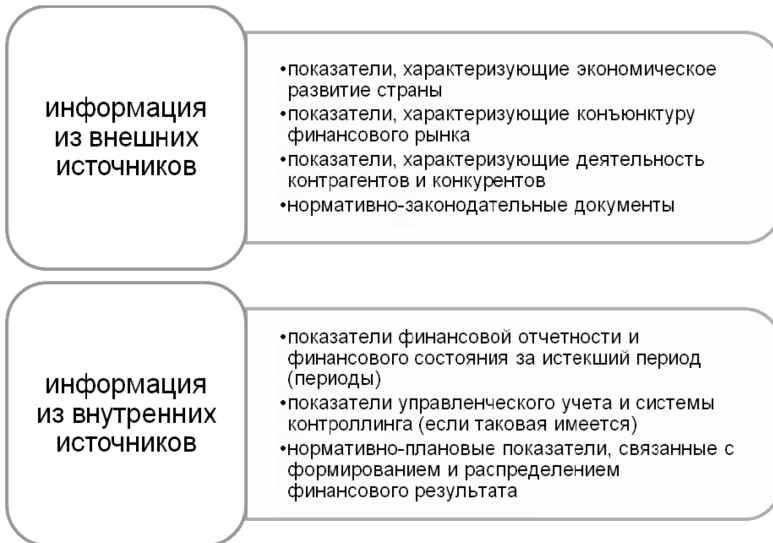 информация
из внешних
источников
•показатели, характеризующие экономическое
развитие страны
•показатели, характеризующие конъюнктуру
финансового рынка
•показатели, характеризующие деятельность
контрагентов и конкурентов
•нормативно-законодательные документы
информация
из внутренних
источников
•показатели финансовой отчетности и
финансового состояния за истекший период
(периоды)
•показатели управленческого учета и системы
контроллинга (если таковая имеется)
•нормативно-плановые показатели, связанные с
формированием и распределением
финансового результата